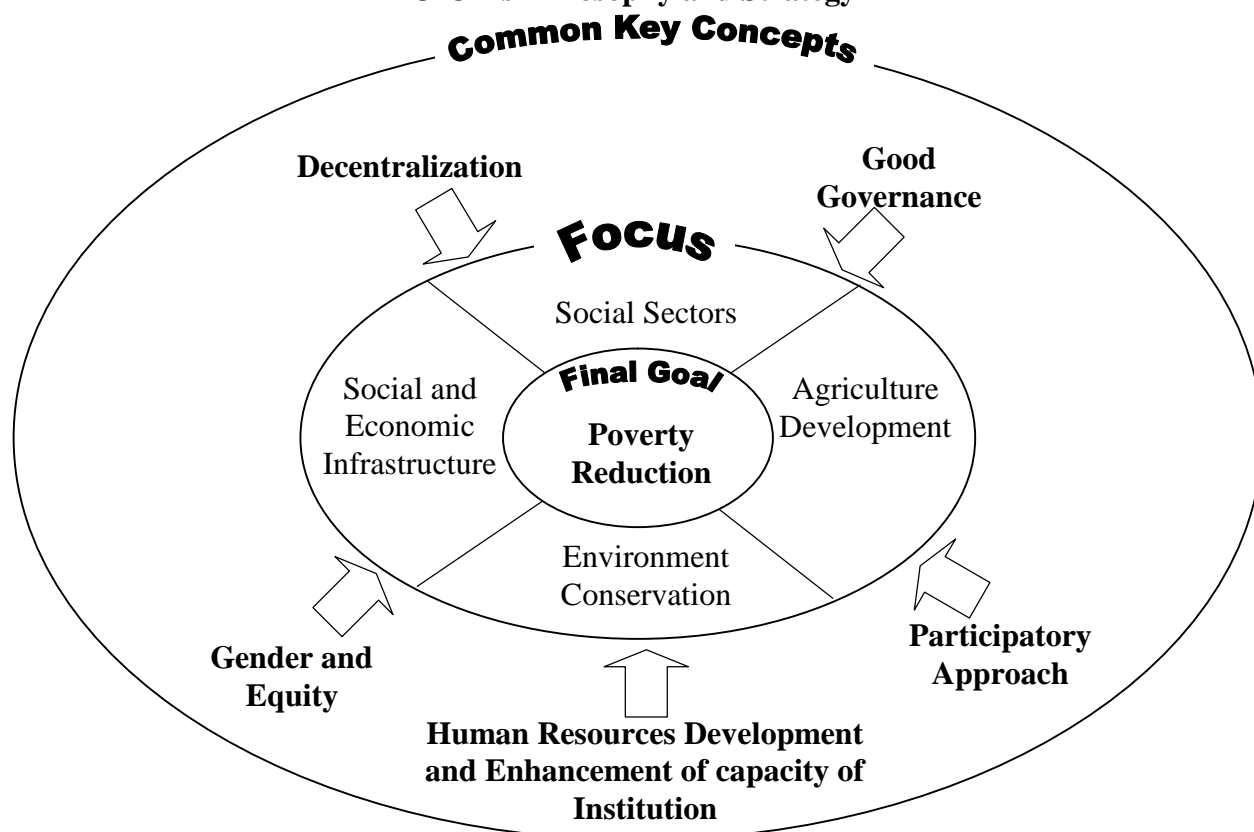 Common Key Concepts
Decentralization
Good
Governance
Focus
Social Sectors
Final Goal
Poverty
Reduction
Social and
Economic
Infrastructure
Agriculture
Development
Environment
Conservation
Gender and
Equity
Participatory
Approach
Human Resources Development
and Enhancement of capacity of
Institution